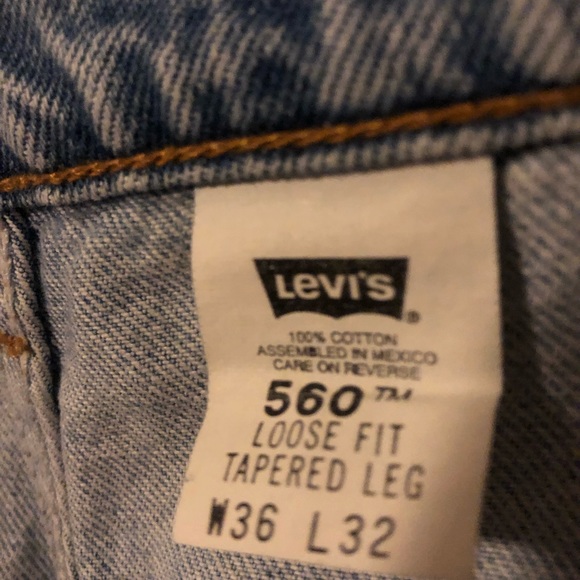 Levi's®
100% COTTON
ASSEMBLED IN MEXICO
CARE ON REVERSE
560™
LOOSE FIT
TAPERED LEG
W36 L32